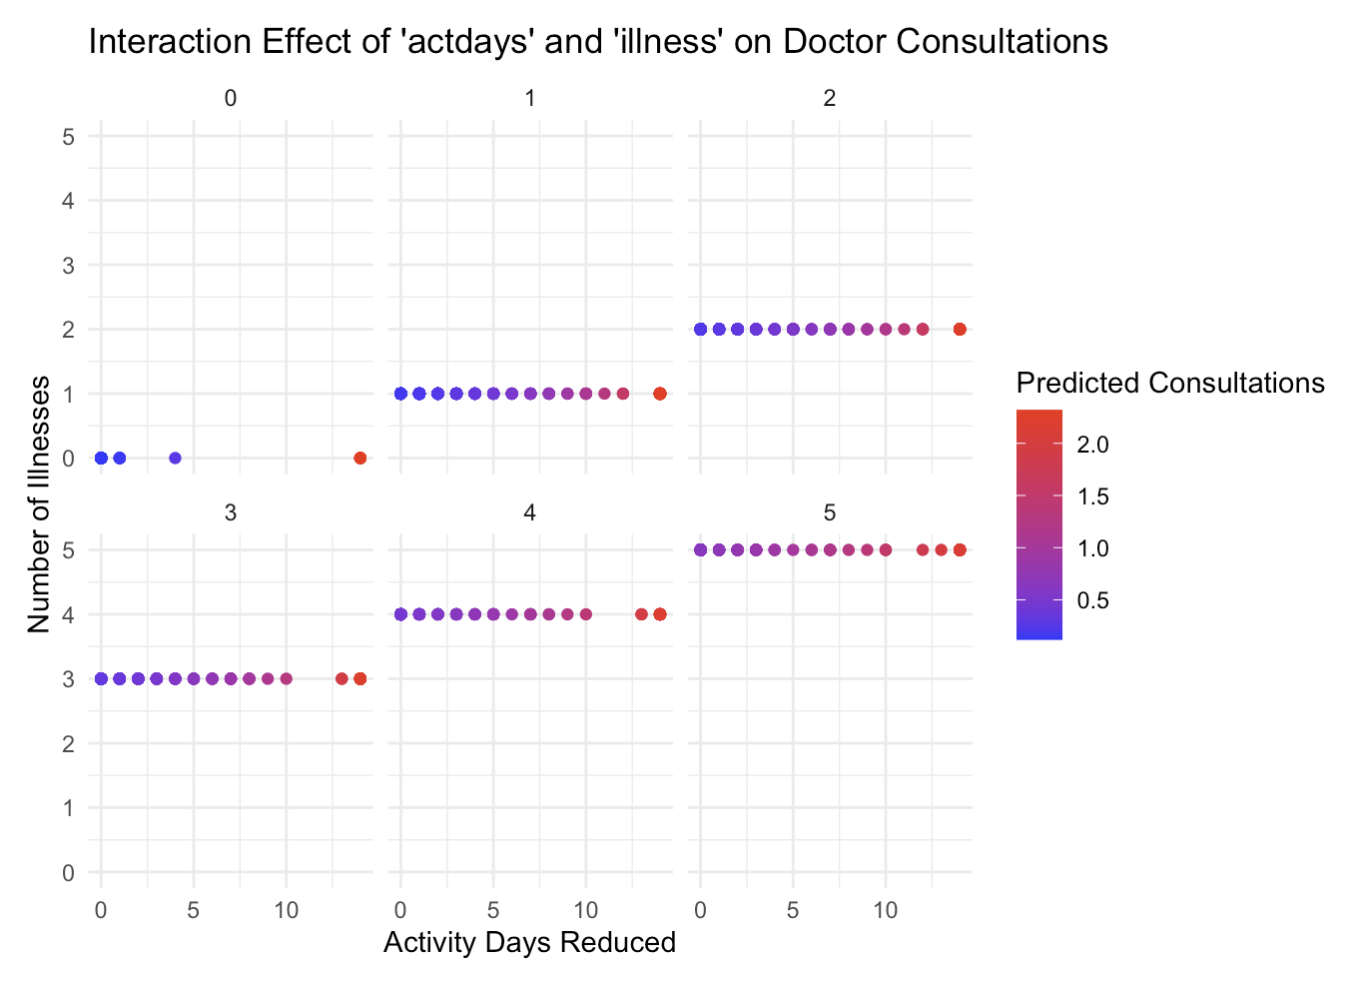 Interaction Effect of 'actdays' and 'illness' on Doctor Consultations
0 1 2
5
4
3
2
1
0
Number of Illnesses
3 4 5
5
4
3
2
1
0
0 5 10 0 5 10 0 5 10
Activity Days Reduced
Predicted Consultations
2.0
1.5
1.0
0.5